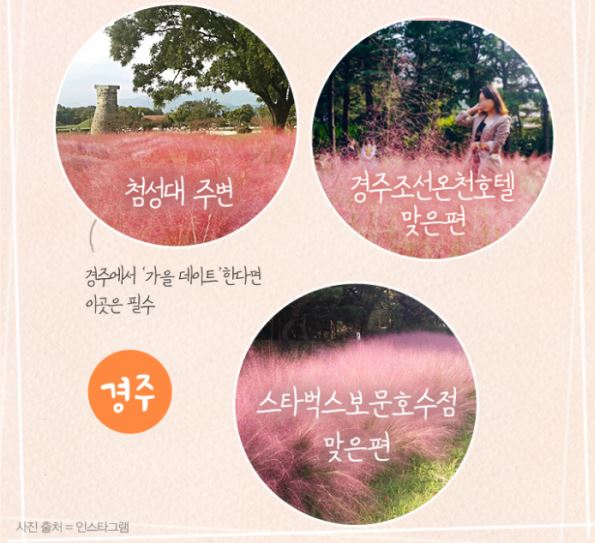 첨성대 주변
경주조선온천호텔
맞은편
경주에서 '가을 데이트'한다면
이곳은 필수
경주
스타벅스보문호수점
맞은편
사진 출처 = 인스타그램